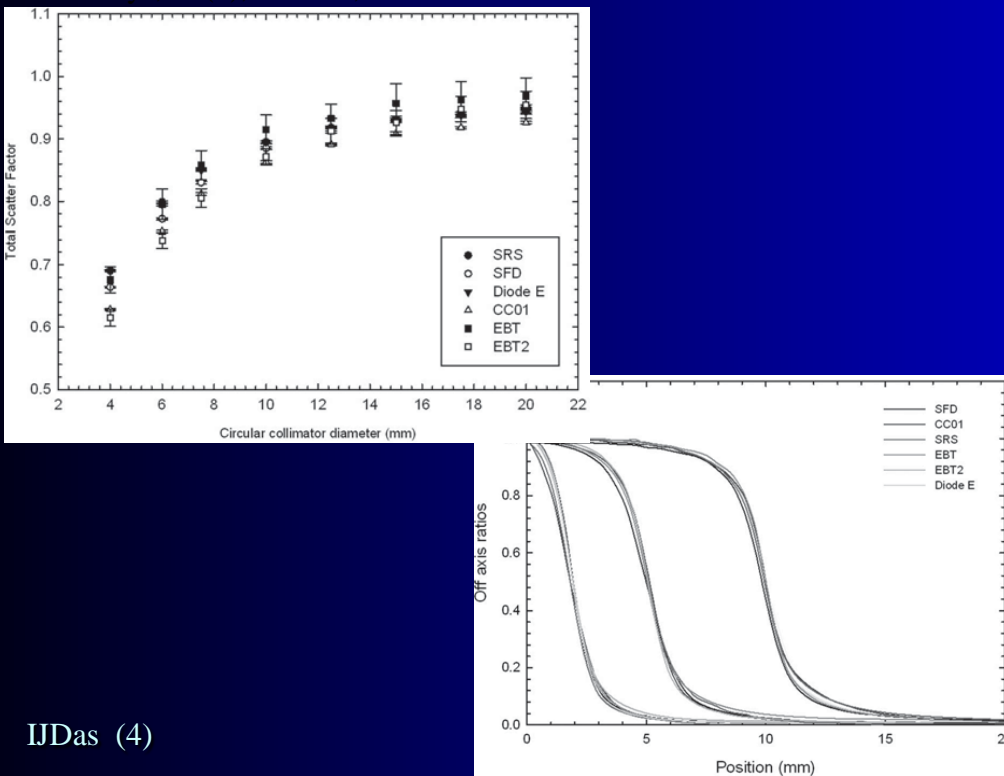 1.1
1.0
0.9
0.8
0.7
0.6
0.5
Total Scatter Factor
SRS
SFD
Diode E
CC01
EBT
EBT2
2 4 6 8 10 12 14 16 18 20 22
Circular collimator diameter (mm)
SFD
CC01
SRS
EBT
EBT2
Diode E
0.8
0.6
0.4
0.2
0.0
Off axis ratios
0 5 10 15
Position (mm)
IJDas (4)